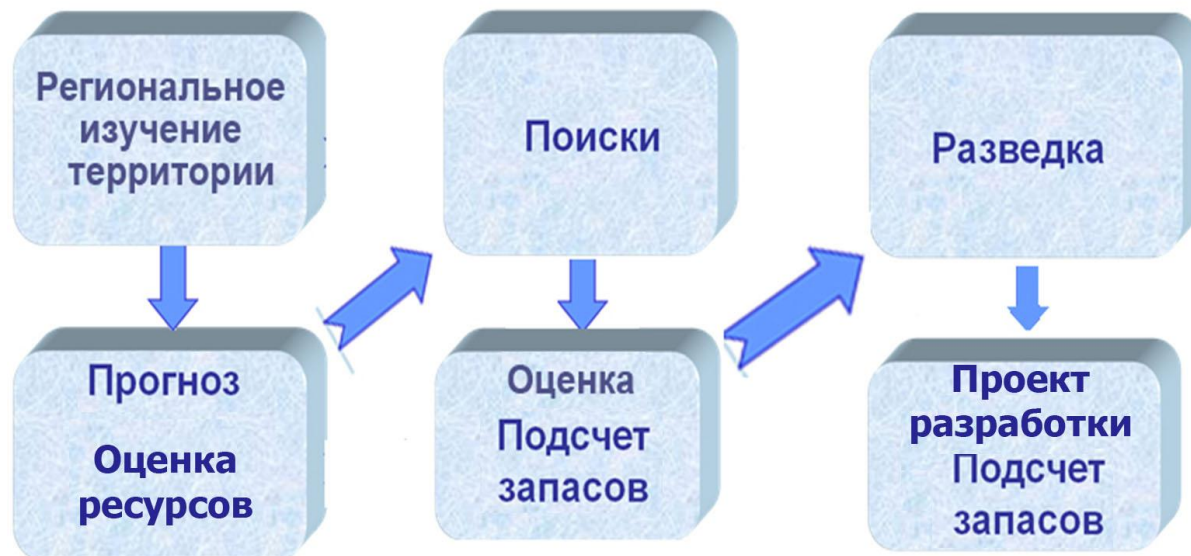 Региональное
изучение
территории
Прогноз
Оценка
ресурсов
Поиски
Оценка
Подсчет
запасов
Разведка
Проект
разработки
Подсчет
запасов